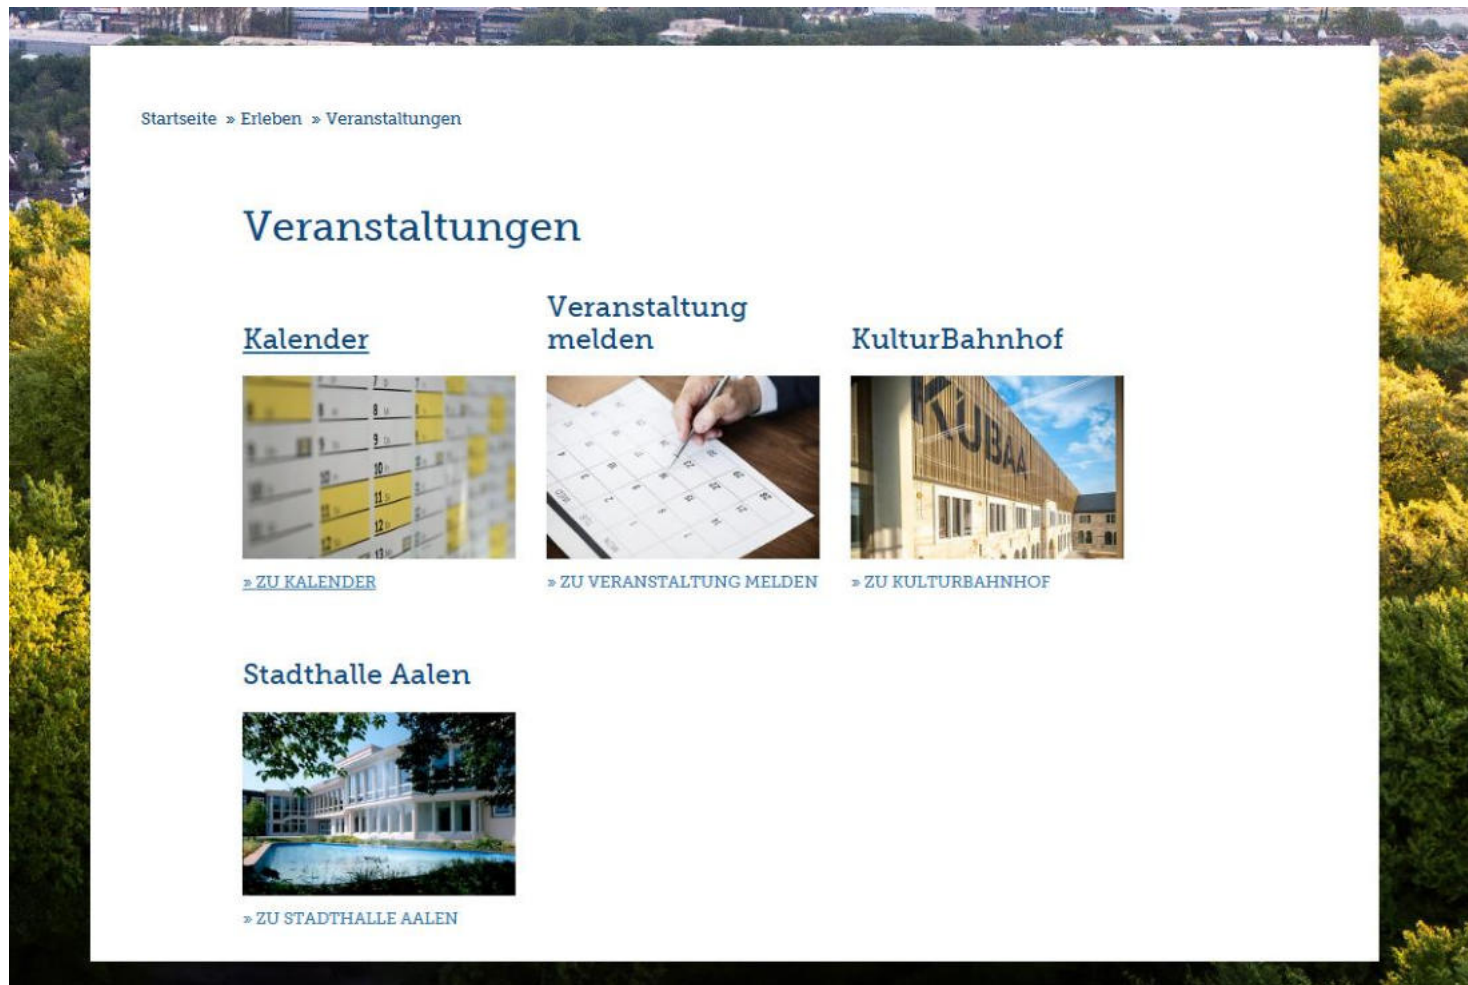 Startseite » Erleben » Veranstaltungen
Veranstaltungen
Kalender
» ZU KALENDER
Veranstaltung
melden
» ZU VERANSTALTUNG MELDEN
KulturBahnhof
KUBAA
» ZU KULTURBAHNHOF
Stadthalle Aalen
» ZU STADTHALLE AALEN